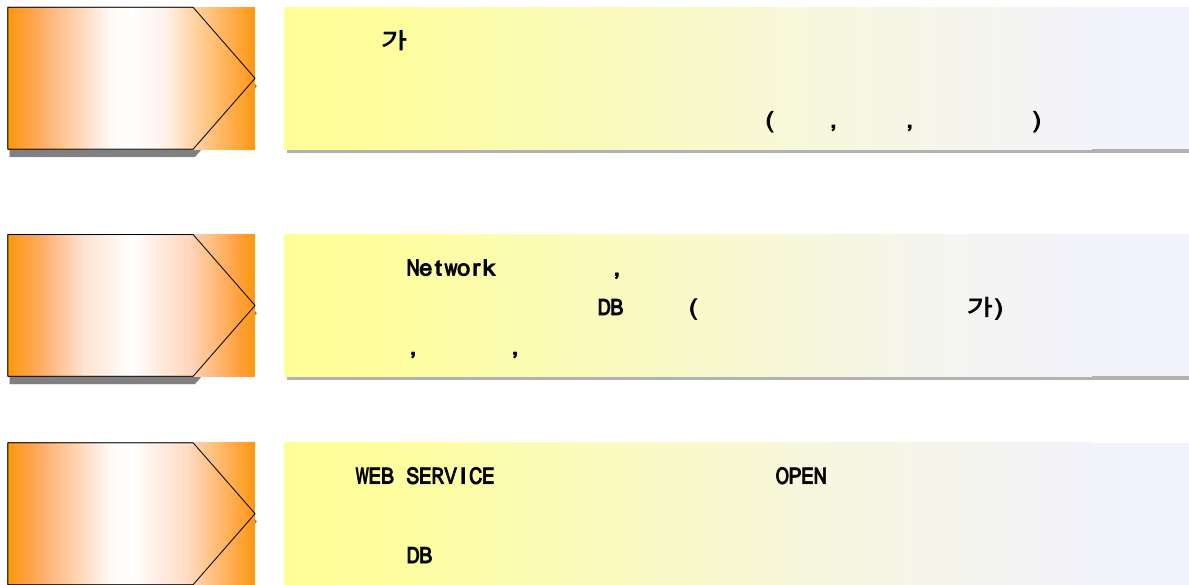 가
( , , )
Network ,
DB ( 가)
, ,
WEB SERVICE OPEN
DB